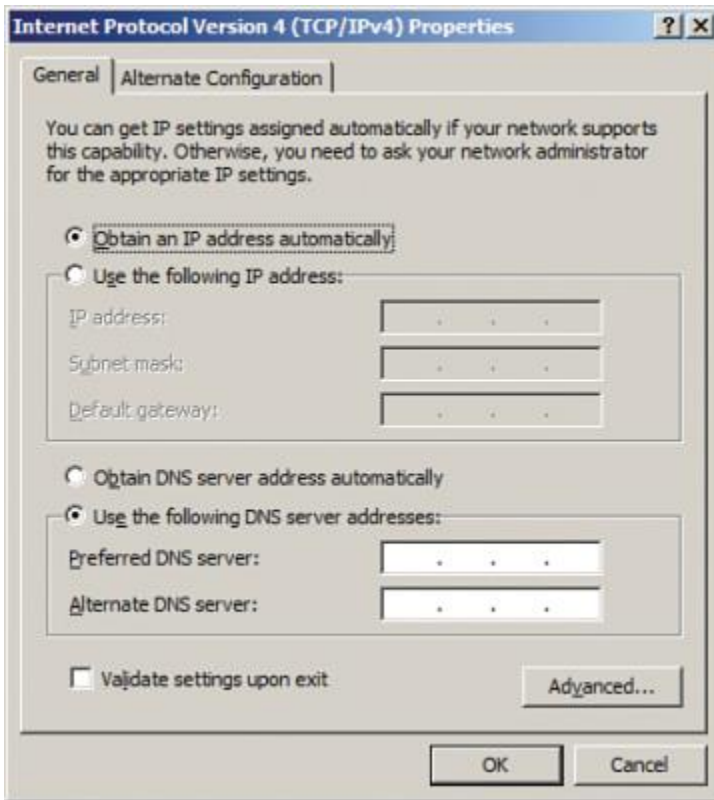 Internet Protocol Version 4 (TCP/IPv4) Properties
General
Alternate Configuration
You can get IP settings assigned automatically if your network supports
this capability. Otherwise, you need to ask your network administrator
for the appropriate IP settings.
Obtain an IP address automatically
Use the following IP address:
IP address:
Subnet mask:
Default gateway:
Obtain DNS server address automatically
Use the following DNS server addresses:
Preferred DNS server:
Alternate DNS server:
Validate settings upon exit
Advanced...
OK
Cancel